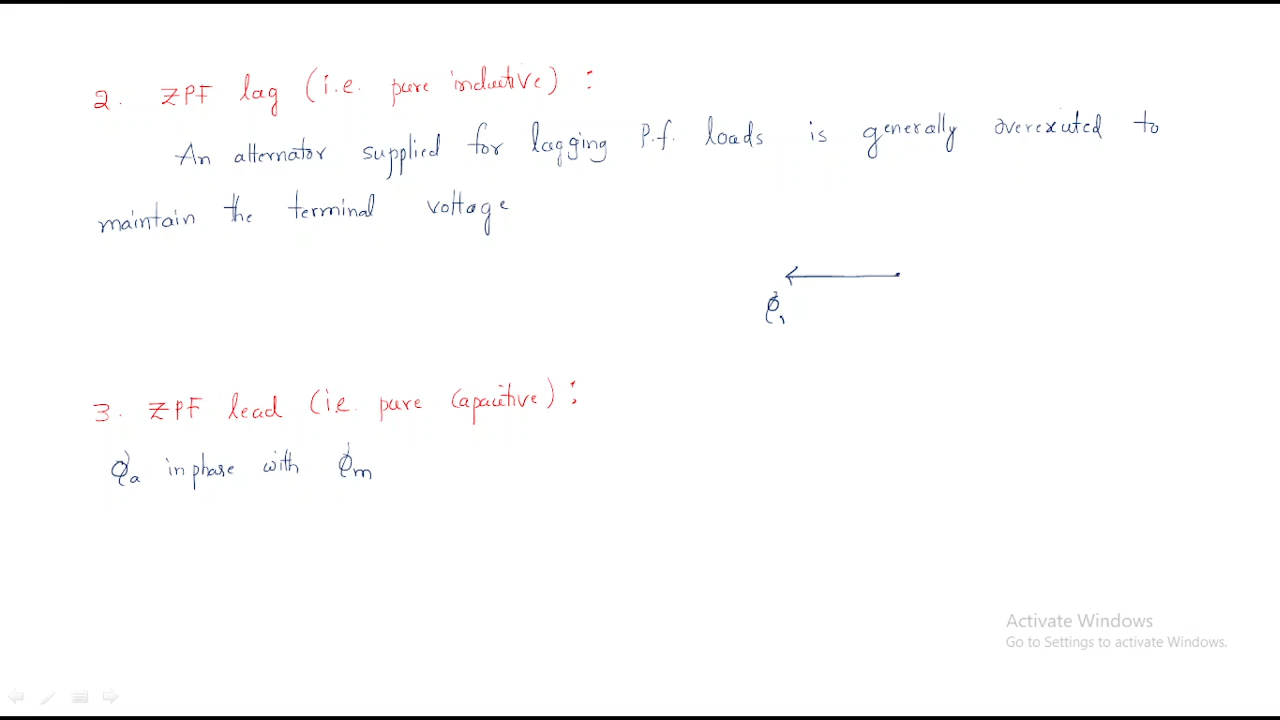 2. ZPF lag (i.e. pure inductive) :
An alternator supplied for lagging P.f. loads is generally overexcited to
maintain the terminal voltage
3. ZPF lead (i.e. pure capacitive) :
Φa inphase with Φm
Activate Windows
Go to Settings to activate Windows.